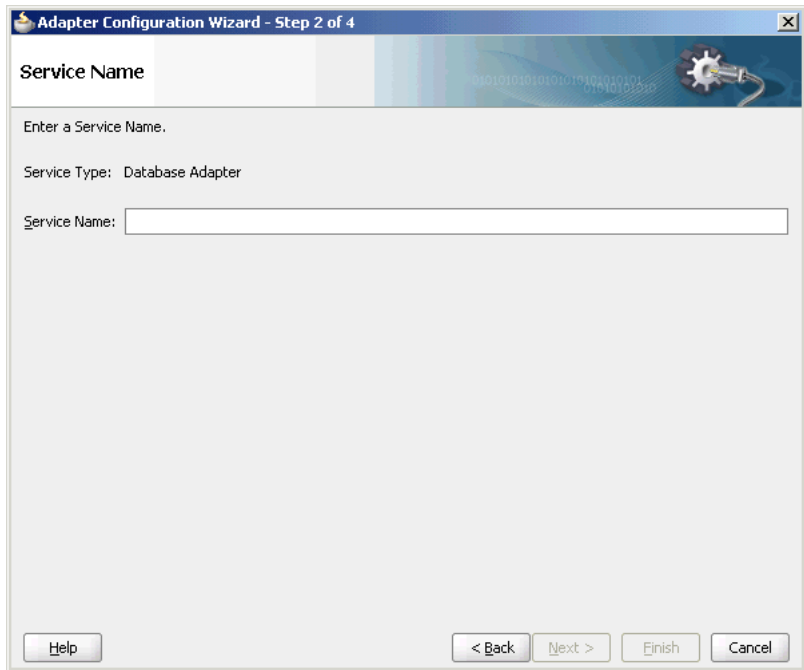 Adapter Configuration Wizard - Step 2 of 4
Service Name
Enter a Service Name.
Service Type: Database Adapter
Service Name:
Help
< Back
Next >
Finish
Cancel